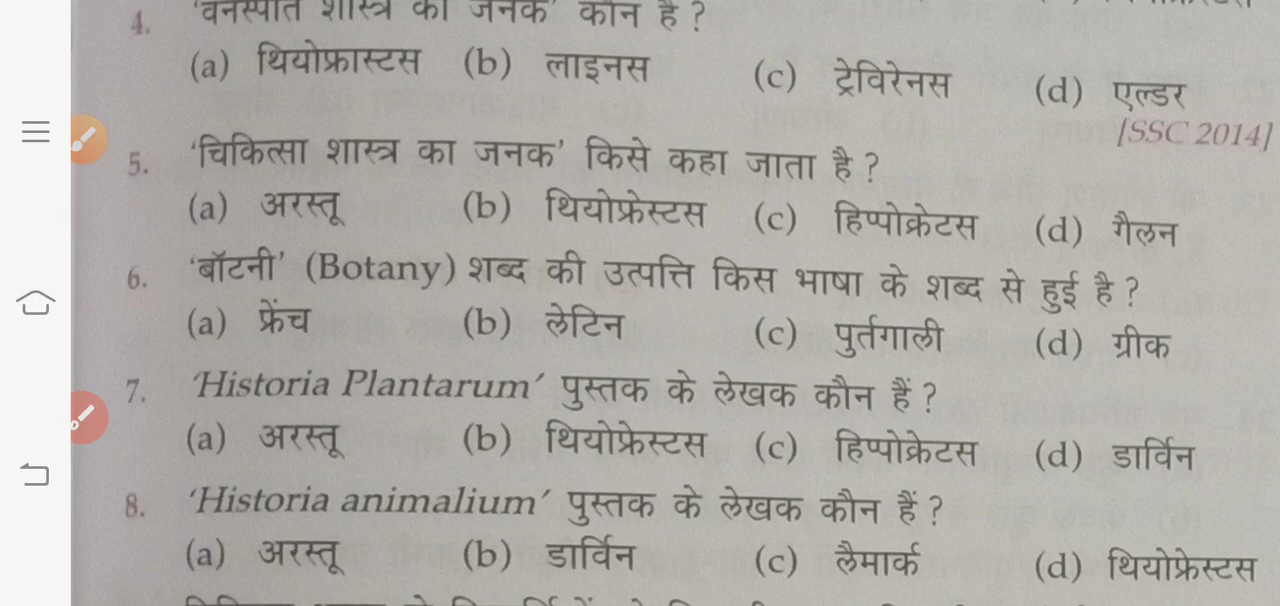 4. 'वनस्पति शास्त्र का जनक' कौन है ?
(a) थियोफ्रास्टस (b) लाइनस (c) ट्रेविरेनस (d) एल्डर
[SSC 2014]
5. 'चिकित्सा शास्त्र का जनक' किसे कहा जाता है ?
(a) अरस्तू (b) थियोफ्रेस्टस (c) हिप्पोक्रेटस (d) गैलन
6. 'बॉटनी' (Botany) शब्द की उत्पत्ति किस भाषा के शब्द से हुई है ?
(a) फ्रेंच (b) लेटिन (c) पुर्तगाली (d) ग्रीक
7. 'Historia Plantarum' पुस्तक के लेखक कौन हैं ?
(a) अरस्तू (b) थियोफ्रेस्टस (c) हिप्पोक्रेटस (d) डार्विन
8. 'Historia animalium' पुस्तक के लेखक कौन हैं ?
(a) अरस्तू (b) डार्विन (c) लैमार्क (d) थियोफ्रेस्टस